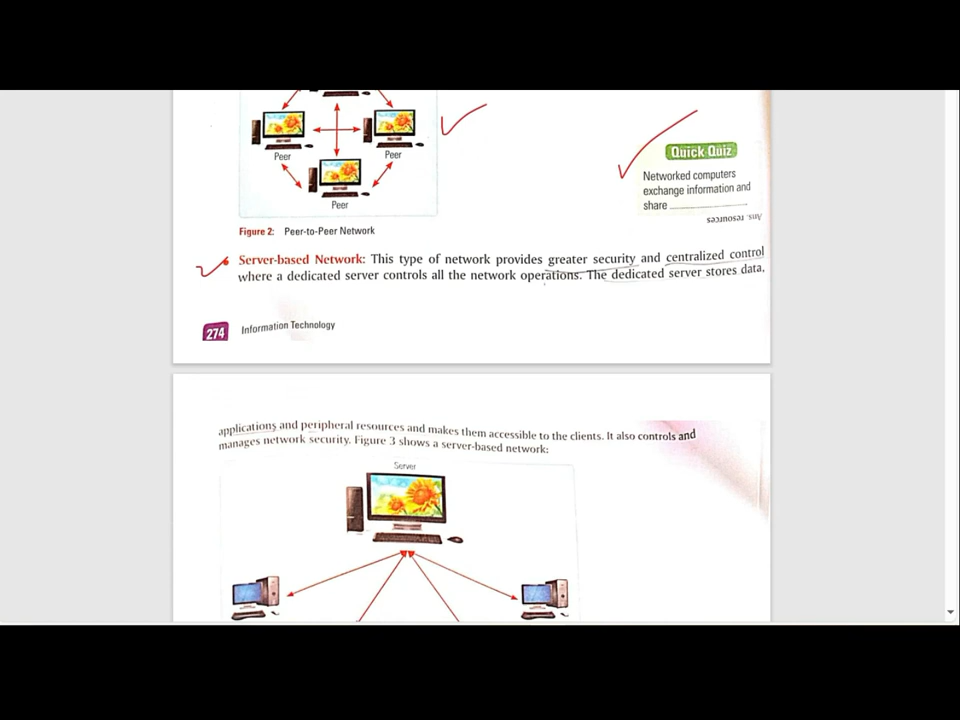 Peer
Peer
Peer
Figure 2: Peer-to-Peer Network
Quick Quiz
Networked computers
exchange information and
share
Ans. resources
Server-based Network: This type of network provides greater security and centralized control
where a dedicated server controls all the network operations. The dedicated server stores data,
274 Information Technology
applications and peripheral resources and makes them accessible to the clients. It also controls and
manages network security. Figure 3 shows a server-based network:
Server